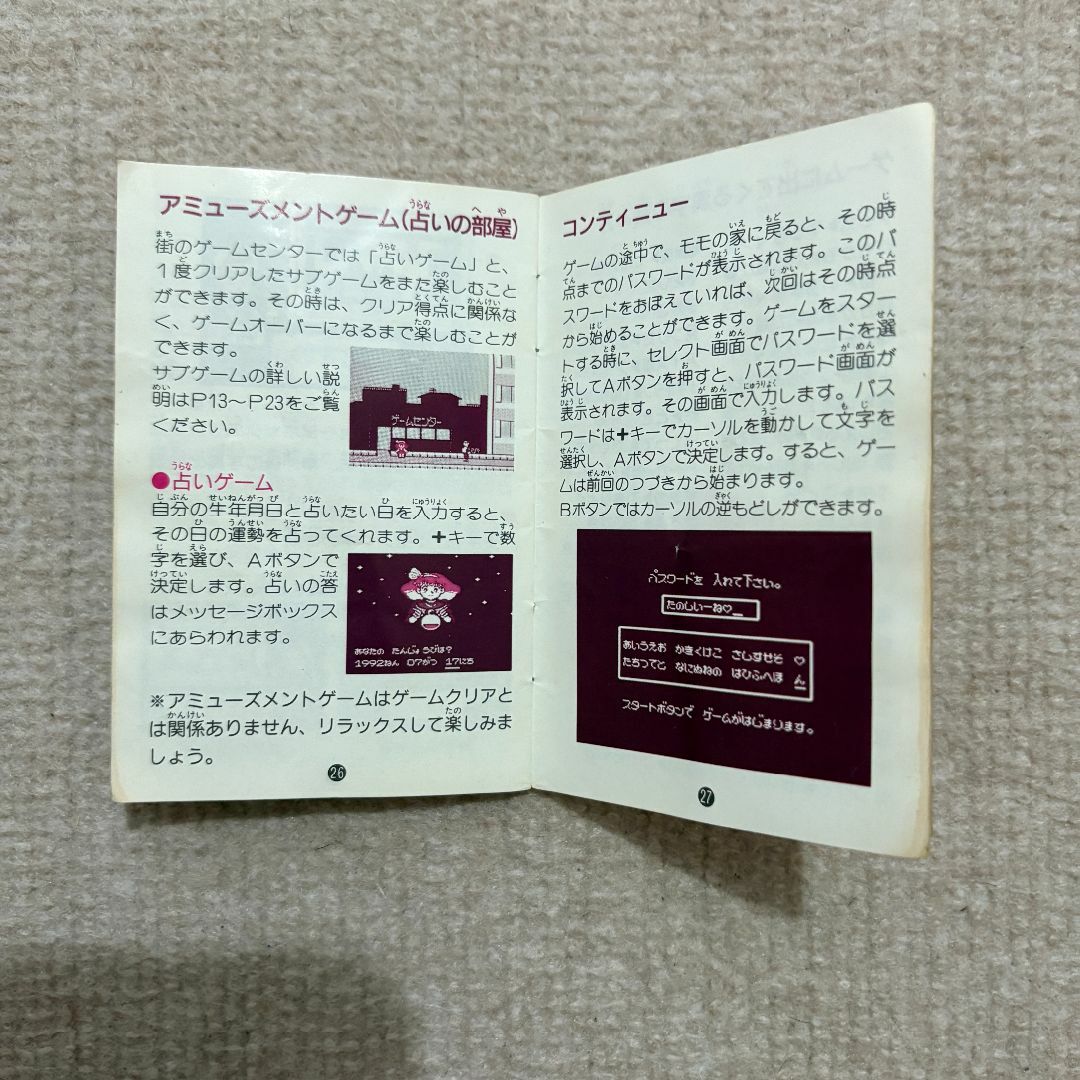 アミューズメントゲーム(占いの部屋)
街のゲームセンターでは「占いゲーム」と、
1度クリアしたサブゲームをまた楽しむこと
ができます。その時は、クリア得点に関係な
く、ゲームオーバーになるまで楽しむことが
できます。
サブゲームの詳しい説
明はP13〜P23をご覧
ください。
ゲームセンター
●占いゲーム
自分の生年月日と占いたい日を入力すると、
その日の運勢を占ってくれます。+キーで数
字を選び、Aボタンで
決定します。占いの答
はメッセージボックス
にあらわれます。
あなたの たんじょうびは?
1992ねん 07がつ 17にち
※アミューズメントゲームはゲームクリアと
は関係ありません、リラックスして楽しみま
しょう。
26
コンティニュー
ゲームの途中で、モモの家に戻ると、その時
点までのパスワードが表示されます。このパ
スワードをおぼえていれば、次回はその時点
から始めることができます。ゲームをスター
トする時に、セレクト画面でパスワードを選
択してAボタンを押すと、パスワード画面が
表示されます。その画面で入力します。パス
ワードは+キーでカーソルを動かして文字を
選択し、Aボタンで決定します。すると、ゲー
ムは前回のつづきから始まります。
Bボタンではカーソルの逆もどしができます。
パスワードを 入れて下さい。
たのしいーね♡_
あいうえお かきくけこ さしすせそ ♡
たちつてと なにぬねの はひふへほ ん
スタートボタンで ゲームがはじまります。
27